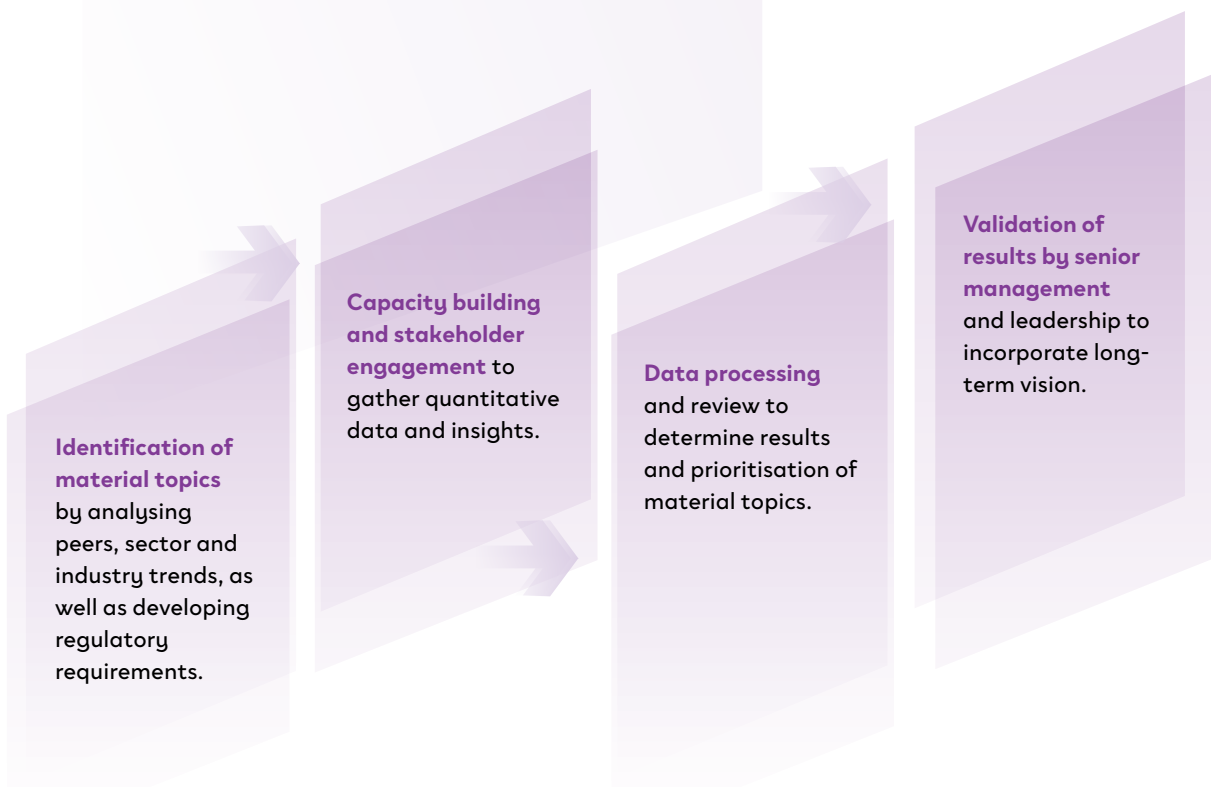 Identification of
material topics
by analysing
peers, sector and
industry trends, as
well as developing
regulatory
requirements.
Capacity building
and stakeholder
engagement to
gather quantitative
data and insights.
Data processing
and review to
determine results
and prioritisation of
material topics.
Validation of
results by senior
management
and leadership to
incorporate long-
term vision.